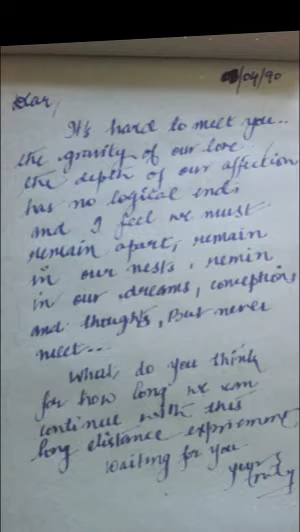 /04/90
Dear,
It's hard to meet you..
the gravity of our love
the depth of our affection
has no logical end.
and I feel we must
remain apart, remain
in our nests, remin
in our dreams, conceptions
and thoughts, But never
meet...
What do you think
for how long we can
continue with this
long distance expriement,
Waiting for you
yours
truly